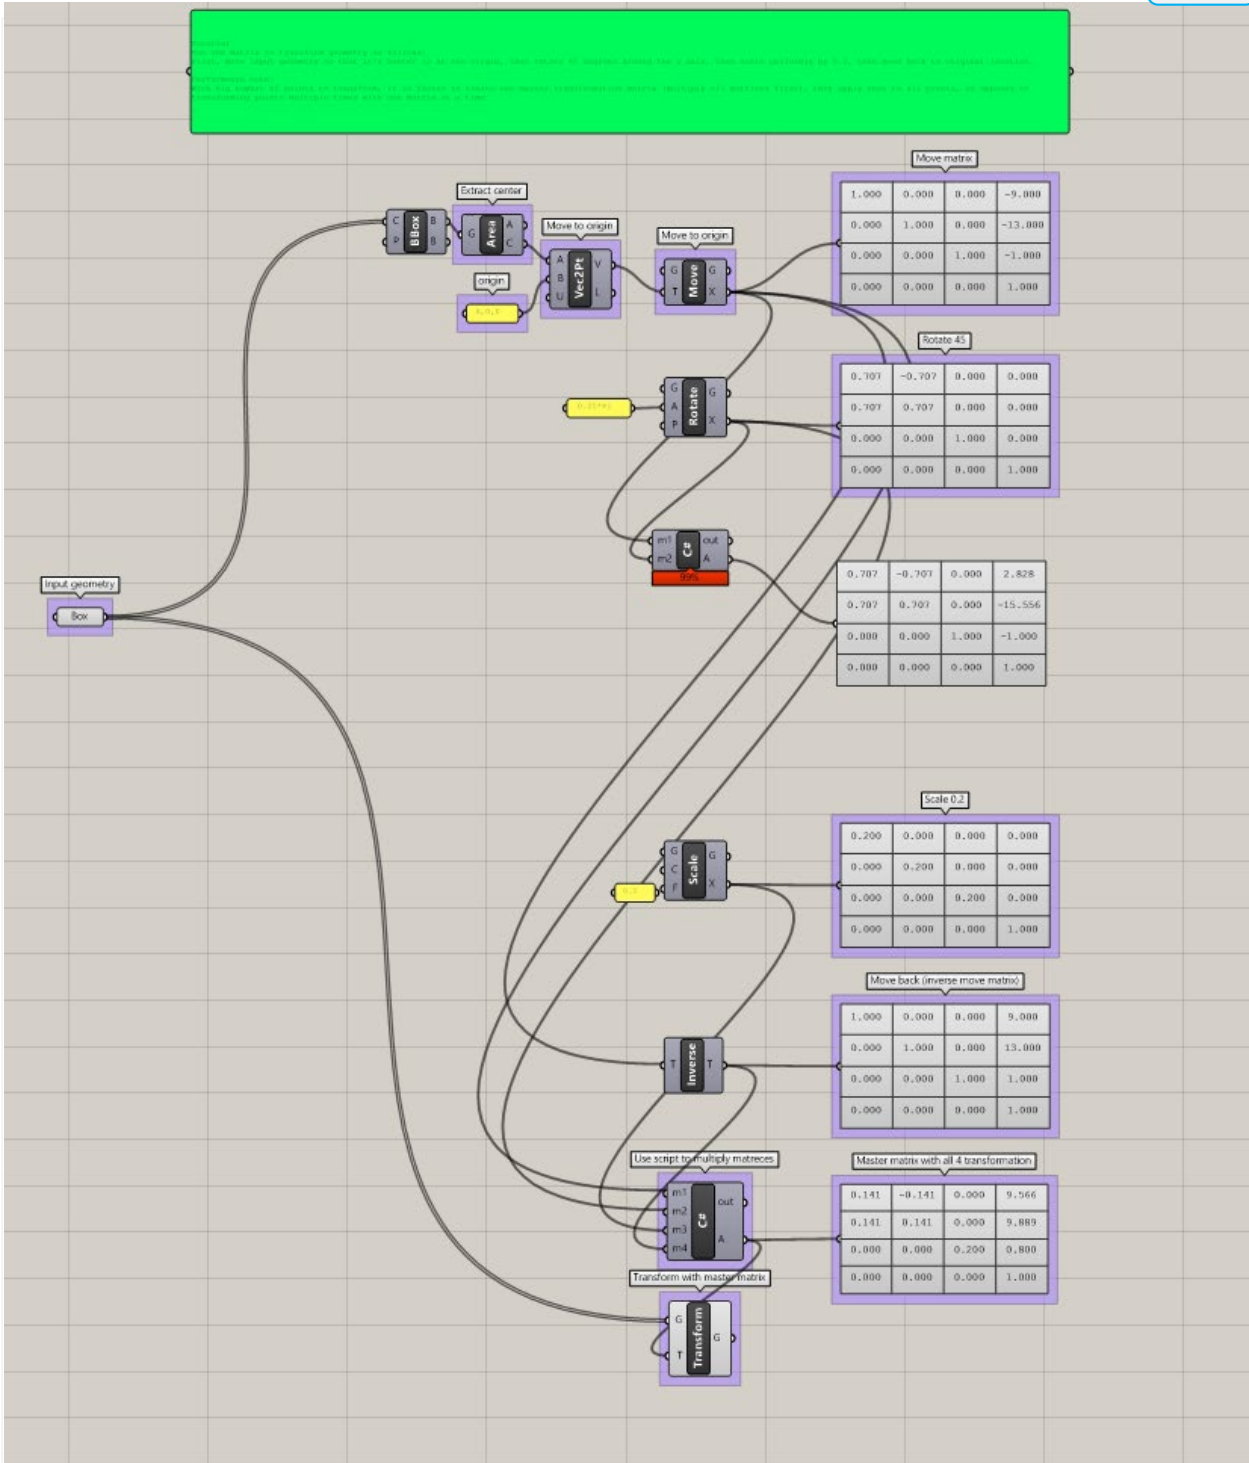 Extract center
Move matrix
1.000 0.000 0.000 -9.000
0.000 1.000 0.000 -13.000
0.000 0.000 1.000 -1.000
0.000 0.000 0.000 1.000
C B
P B
BBox
G Area A
C
Move to origin
A V
B
U L
Vec2Pt
Move to origin
G G
T X
Move
origin
Rotate 45
0.707 -0.707 0.000 0.000
0.707 0.707 0.000 0.000
0.000 0.000 1.000 0.000
0.000 0.000 0.000 1.000
G G
A
P X
Rotate
m1 out
m2 A
C#
99%
0.707 -0.707 0.000 2.828
0.707 0.707 0.000 -15.556
0.000 0.000 1.000 -1.000
0.000 0.000 0.000 1.000
Input geometry
Box
Scale 0.2
0.200 0.000 0.000 0.000
0.000 0.200 0.000 0.000
0.000 0.000 0.200 0.000
0.000 0.000 0.000 1.000
G G
C
F X
Scale
Move back (inverse move matrix)
1.000 0.000 0.000 9.000
0.000 1.000 0.000 13.000
0.000 0.000 1.000 1.000
0.000 0.000 0.000 1.000
T Inverse T
Use script to multiply matreces
m1 out
m2
m3 A
m4
C#
Master matrix with all 4 transformation
0.141 -0.141 0.000 9.566
0.141 0.141 0.000 9.889
0.000 0.000 0.200 0.800
0.000 0.000 0.000 1.000
Transform with master matrix
G G
T
Transform